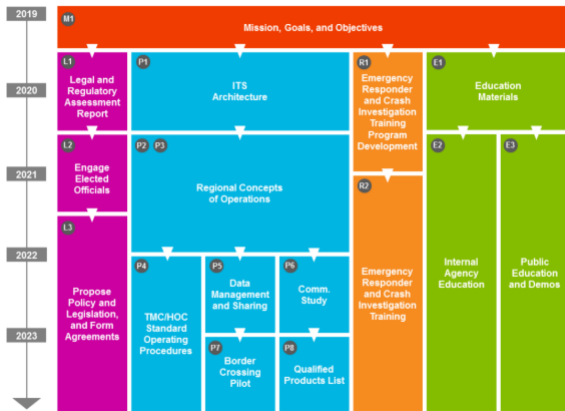 2019
M1
Mission, Goals, and Objectives
L1
Legal and
Regulatory
Assessment
Report
P1
ITS
Architecture
R1
Emergency
Responder
and Crash
Investigation
Training
Program
Development
E1
Education
Materials
2020
L2
Engage
Elected
Officials
P2 P3
Regional Concepts
of Operations
E2
Internal
Agency
Education
E3
Public
Education
and Demos
2021
R2
Emergency
Responder
and Crash
Investigation
Training
L3
Propose
Policy and
Legislation,
and Form
Agreements
2022
P4
TMC/HOC
Standard
Operating
Procedures
P5
Data
Management
and Sharing
P6
Comm.
Study
2023
P7
Border
Crossing
Pilot
P8
Qualified
Products List